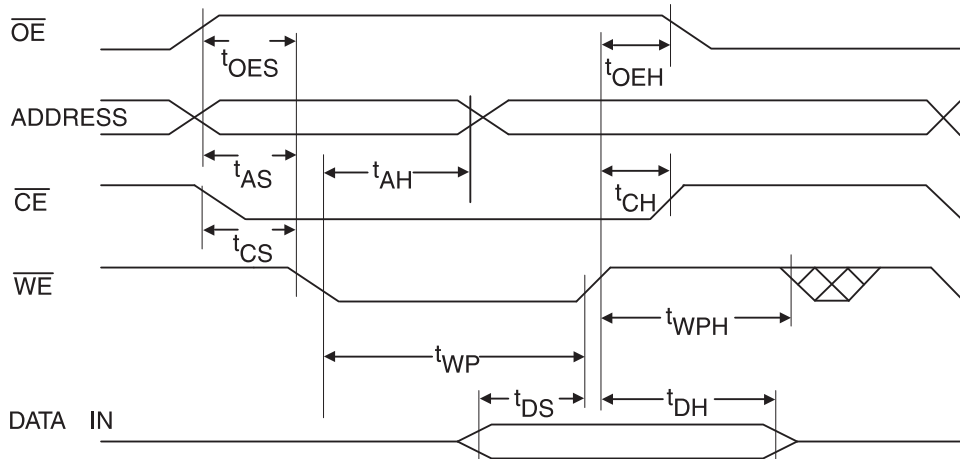 OE
tOES
tOEH
ADDRESS
tAS
tAH
CE
tCH
tCS
WE
tWPH
tWP
tDS
tDH
DATA IN